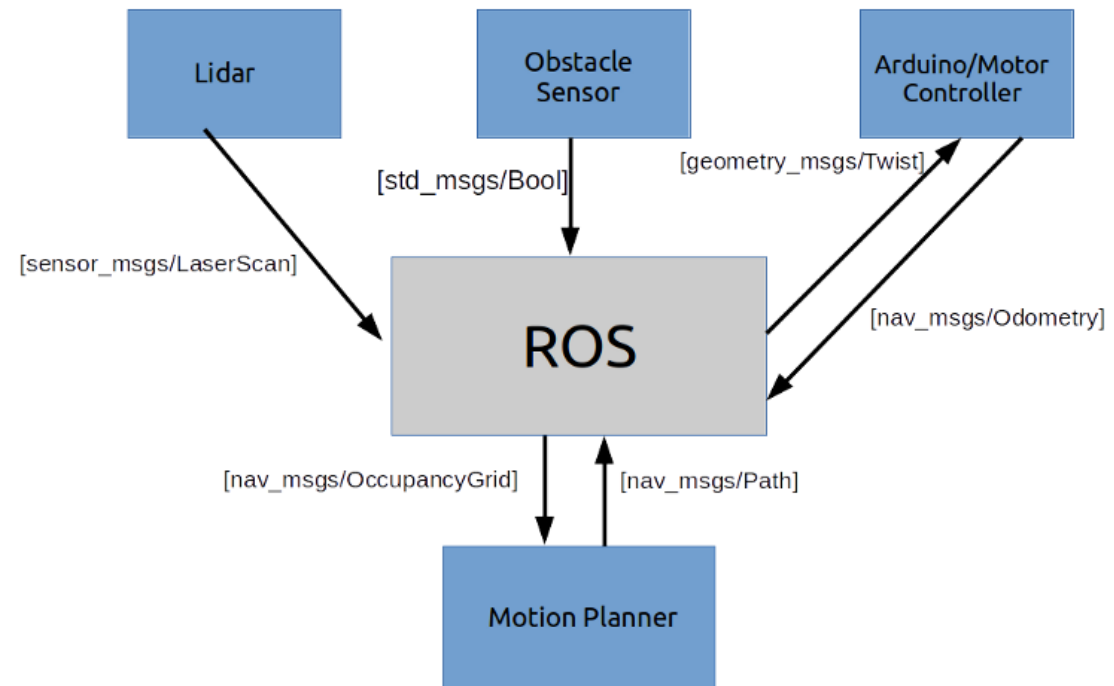 Lidar
Obstacle
Sensor
Arduino/Motor
Controller
[std_msgs/Bool]
[geometry_msgs/Twist]
[sensor_msgs/LaserScan]
[nav_msgs/Odometry]
ROS
[nav_msgs/OccupancyGrid]
[nav_msgs/Path]
Motion Planner